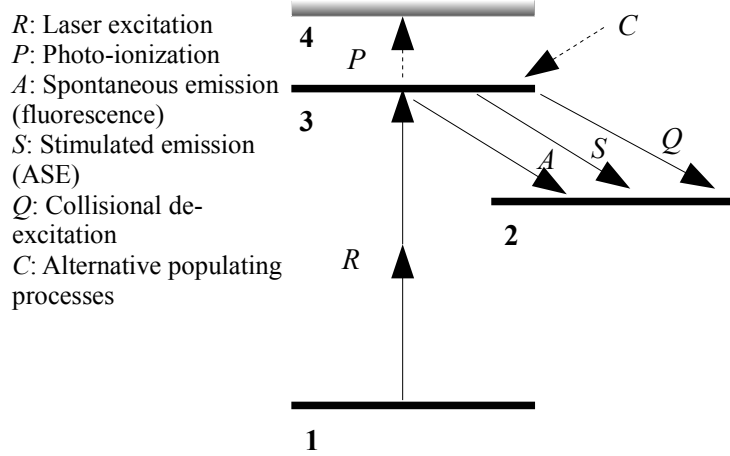 R: Laser excitation
P: Photo-ionization
A: Spontaneous emission
(fluorescence)
S: Stimulated emission
(ASE)
Q: Collisional de-
excitation
C: Alternative populating
processes
4
P
C
3
A
S
Q
2
R
1